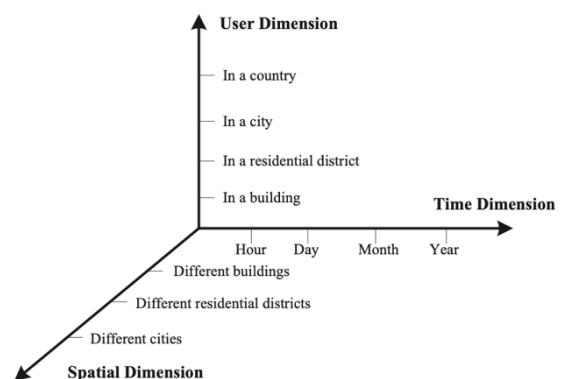 User Dimension
In a country
In a city
In a residential district
In a building
Time Dimension
Hour Day Month Year
Different buildings
Different residential districts
Different cities
Spatial Dimension